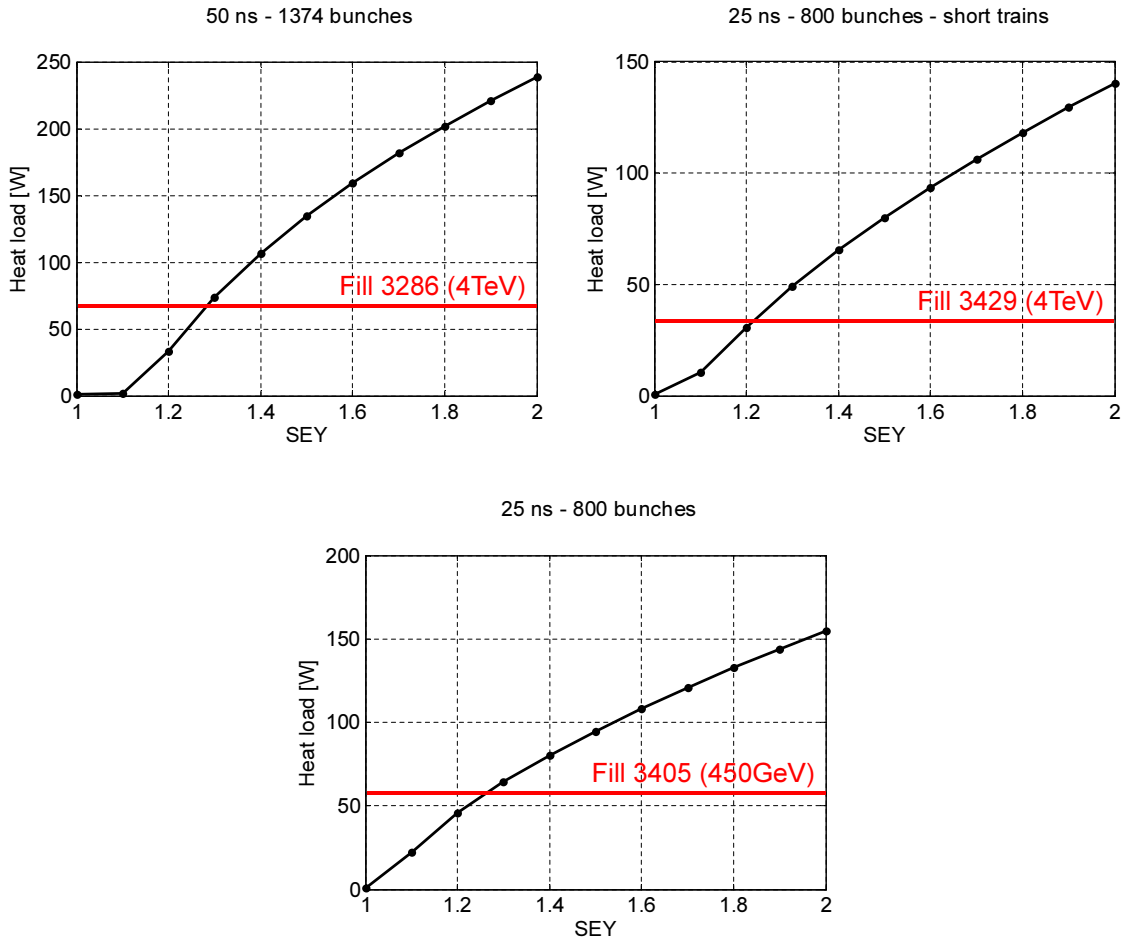 50 ns - 1374 bunches
250
200
150
100
50
0
Heat load [W]
Fill 3286 (4TeV)
1 1.2 1.4 1.6 1.8 2
SEY
25 ns - 800 bunches - short trains
150
100
50
0
Heat load [W]
Fill 3429 (4TeV)
1 1.2 1.4 1.6 1.8 2
SEY
25 ns - 800 bunches
200
150
100
50
0
Heat load [W]
Fill 3405 (450GeV)
1 1.2 1.4 1.6 1.8 2
SEY